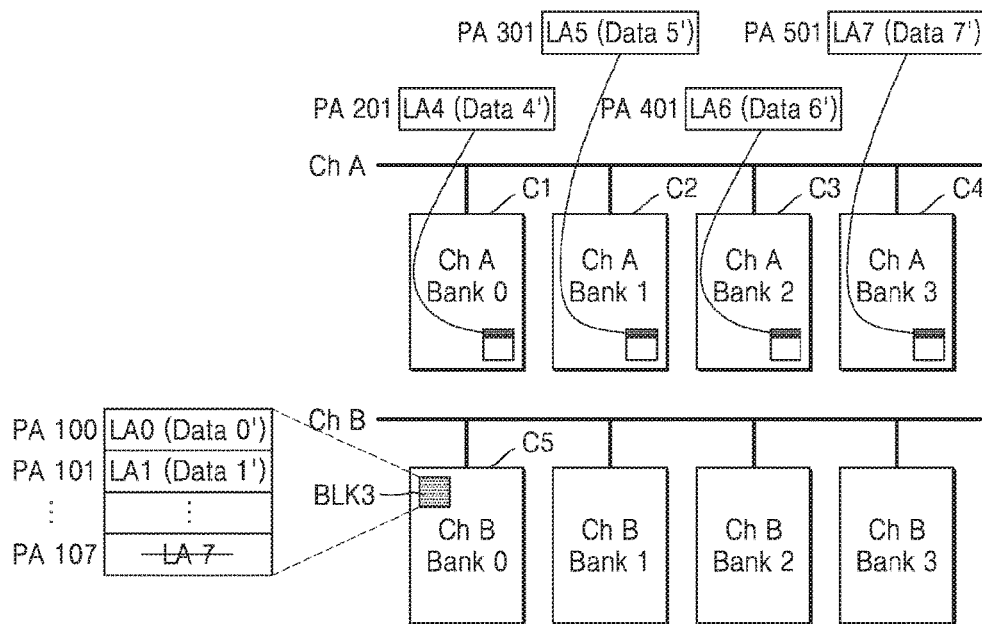 PA 301 LA5 (Data 5') PA 501 LA7 (Data 7')
PA 201 LA4 (Data 4') PA 401 LA6 (Data 6')
Ch A
C1 C2 C3 C4
Ch A Ch A Ch A Ch A
Bank 0 Bank 1 Bank 2 Bank 3
Ch B
PA 100 LA0 (Data 0')
C5
PA 101 LA1 (Data 1')
BLK3
⋮ ⋮
Ch B Ch B Ch B Ch B
PA 107 LA 7
Bank 0 Bank 1 Bank 2 Bank 3